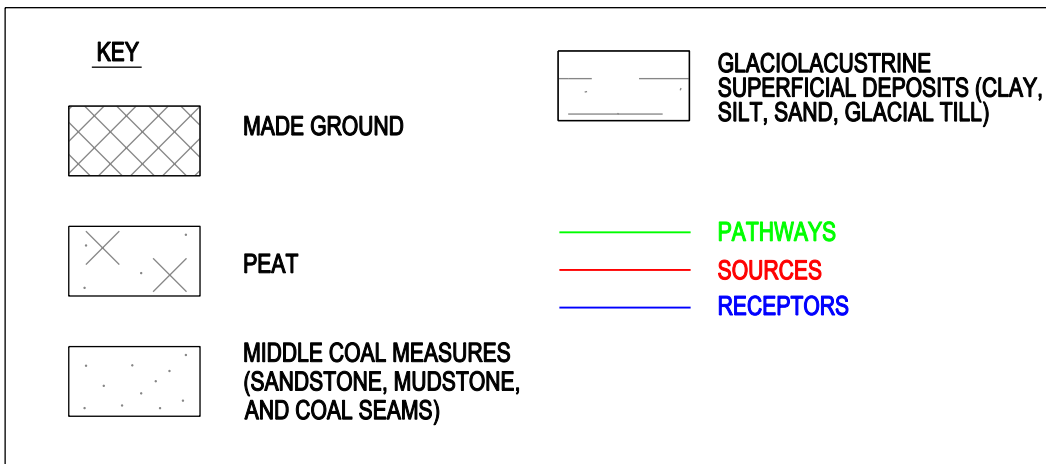 KEY
MADE GROUND
PEAT
MIDDLE COAL MEASURES
(SANDSTONE, MUDSTONE,
AND COAL SEAMS)
GLACIOLACUSTRINE
SUPERFICIAL DEPOSITS (CLAY,
SILT, SAND, GLACIAL TILL)
PATHWAYS
SOURCES
RECEPTORS